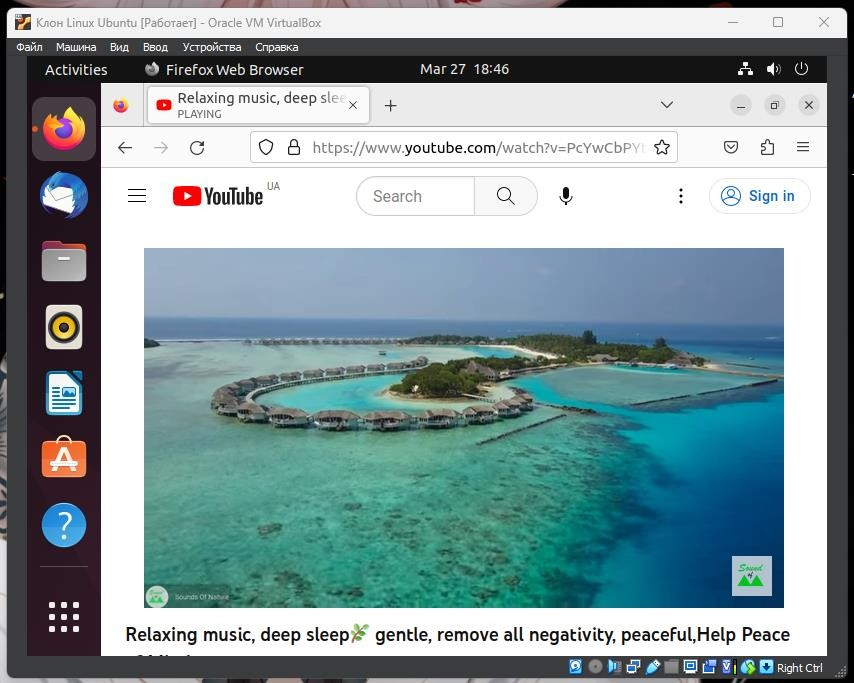 Клон Linux Ubuntu [Работает] - Oracle VM VirtualBox
Файл Машина Вид Ввод Устройства Справка
Activities Firefox Web Browser Mar 27 18:46
Relaxing music, deep slee
PLAYING
https://www.youtube.com/watch?v=PcYwCbPY
YouTube UA Search Sign in
Sound
of
Sounds Of Nature
Relaxing music, deep sleep🌿 gentle, remove all negativity, peaceful,Help Peace
Right Ctrl